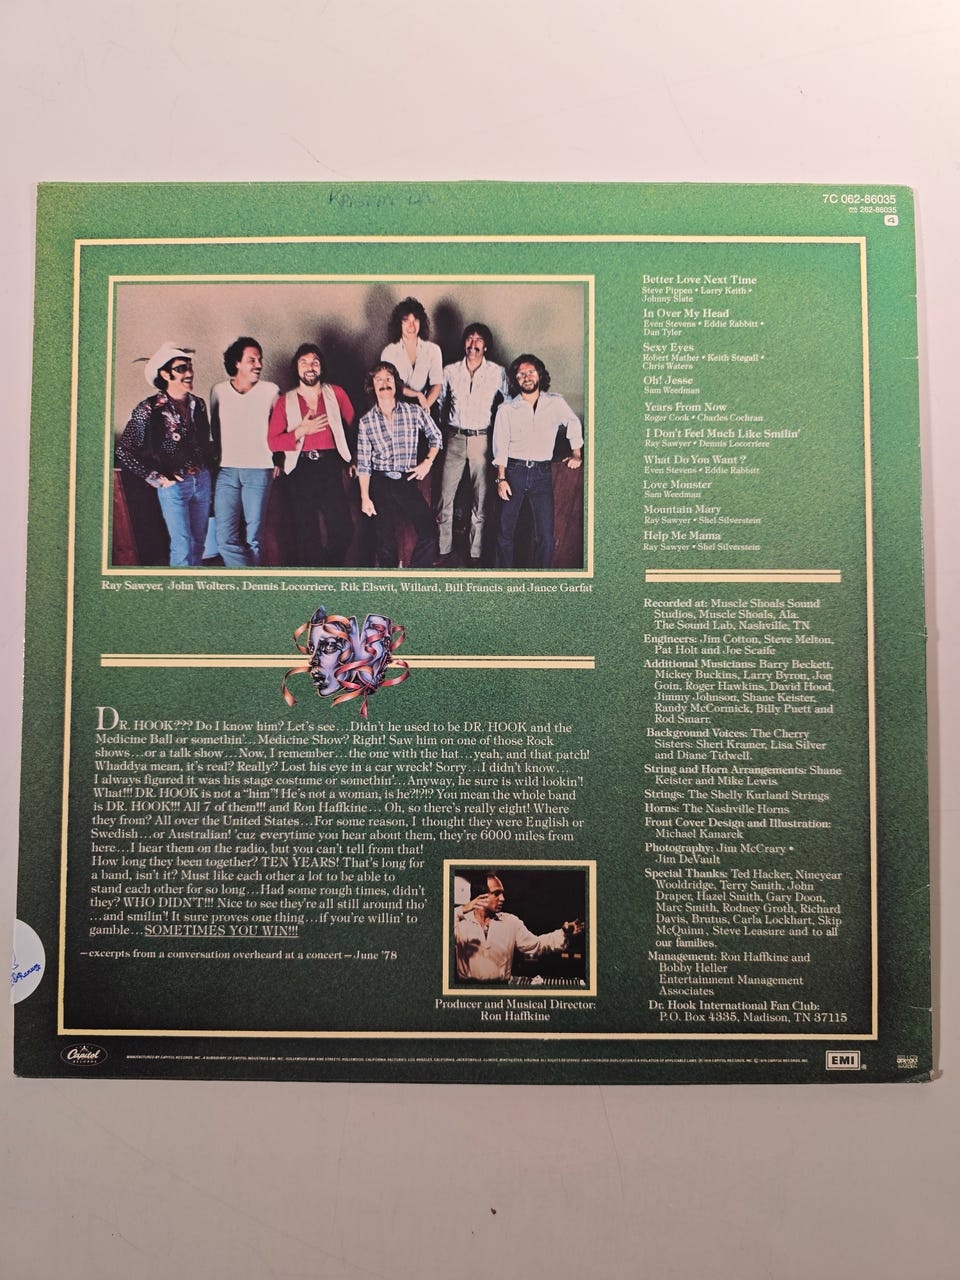 7C 062-86035
262-86035
4
Better Love Next Time
Steve Pippen • Larry Keith •
Johnny Slate
In Over My Head
Even Stevens • Eddie Rabbitt •
Dan Tyler
Sexy Eyes
Robert Mather • Keith Stegall •
Chris Waters
Oh! Jesse
Sam Weedman
Years From Now
Roger Cook • Charles Cochran
I Don't Feel Much Like Smilin'
Ray Sawyer • Dennis Locorriere
What Do You Want?
Even Stevens • Eddie Rabbitt
Love Monster
Sam Weedman
Mountain Mary
Ray Sawyer • Shel Silverstein
Help Me Mama
Ray Sawyer • Shel Silverstein
Ray Sawyer, John Wolters, Dennis Locorriere, Rik Elswit, Willard, Bill Francis and Jance Garfat
DR. HOOK??? Do I know him? Let's see...Didn't he used to be DR. HOOK and the
Medicine Ball or somethin'...Medicine Show? Right! Saw him on one of those Rock
shows...or a talk show...Now, I remember...the one with the hat...yeah, and that patch!
Whaddya mean, it's real? Really? Lost his eye in a car wreck! Sorry...I didn't know...
I always figured it was his stage costume or somethin'...Anyway, he sure is wild lookin'!
What!!! DR. HOOK is not a "him"! He's not a woman, is he?!?!? You mean the whole band
is DR. HOOK!!! All 7 of them!!! and Ron Haffkine... Oh, so there's really eight! Where
they from? All over the United States...For some reason, I thought they were English or
Swedish...or Australian! 'cuz everytime you hear about them, they're 6000 miles from
here...I hear them on the radio, but you can't tell from that!
How long they been together? TEN YEARS! That's long for
a band, isn't it? Must like each other a lot to be able to
stand each other for so long...Had some rough times, didn't
they? WHO DIDN'T!!! Nice to see they're all still around tho'
...and smilin'! It sure proves one thing...if you're willin' to
gamble...SOMETIMES YOU WIN!!!
—excerpts from a conversation overheard at a concert—June '78
Producer and Musical Director:
Ron Haffkine
Recorded at: Muscle Shoals Sound
Studios, Muscle Shoals, Ala.
The Sound Lab, Nashville, TN
Engineers: Jim Cotton, Steve Melton,
Pat Holt and Joe Scaife
Additional Musicians: Barry Beckett,
Mickey Buckins, Larry Byrom, Jon
Goin, Roger Hawkins, David Hood,
Jimmy Johnson, Shane Keister,
Randy McCormick, Billy Puett and
Rod Smarr.
Background Voices: The Cherry
Sisters: Sheri Kramer, Lisa Silver
and Diane Tidwell.
String and Horn Arrangements: Shane
Keister and Mike Lewis
Strings: The Shelly Kurland Strings
Horns: The Nashville Horns
Front Cover Design and Illustration:
Michael Kanarek
Photography: Jim McCrary •
Jim DeVault
Special Thanks: Ted Hacker, Nineyear
Wooldridge, Terry Smith, John
Draper, Hazel Smith, Gary Doon,
Marc Smith, Rodney Groth, Richard
Davis, Brutus, Carla Lockhart, Skip
McQuinn, Steve Leasure and to all
our families.
Management: Ron Haffkine and
Bobby Heller
Entertainment Management
Associates
Dr. Hook International Fan Club:
P.O. Box 4335, Madison, TN 37115
Capitol
RECORDS
EMI